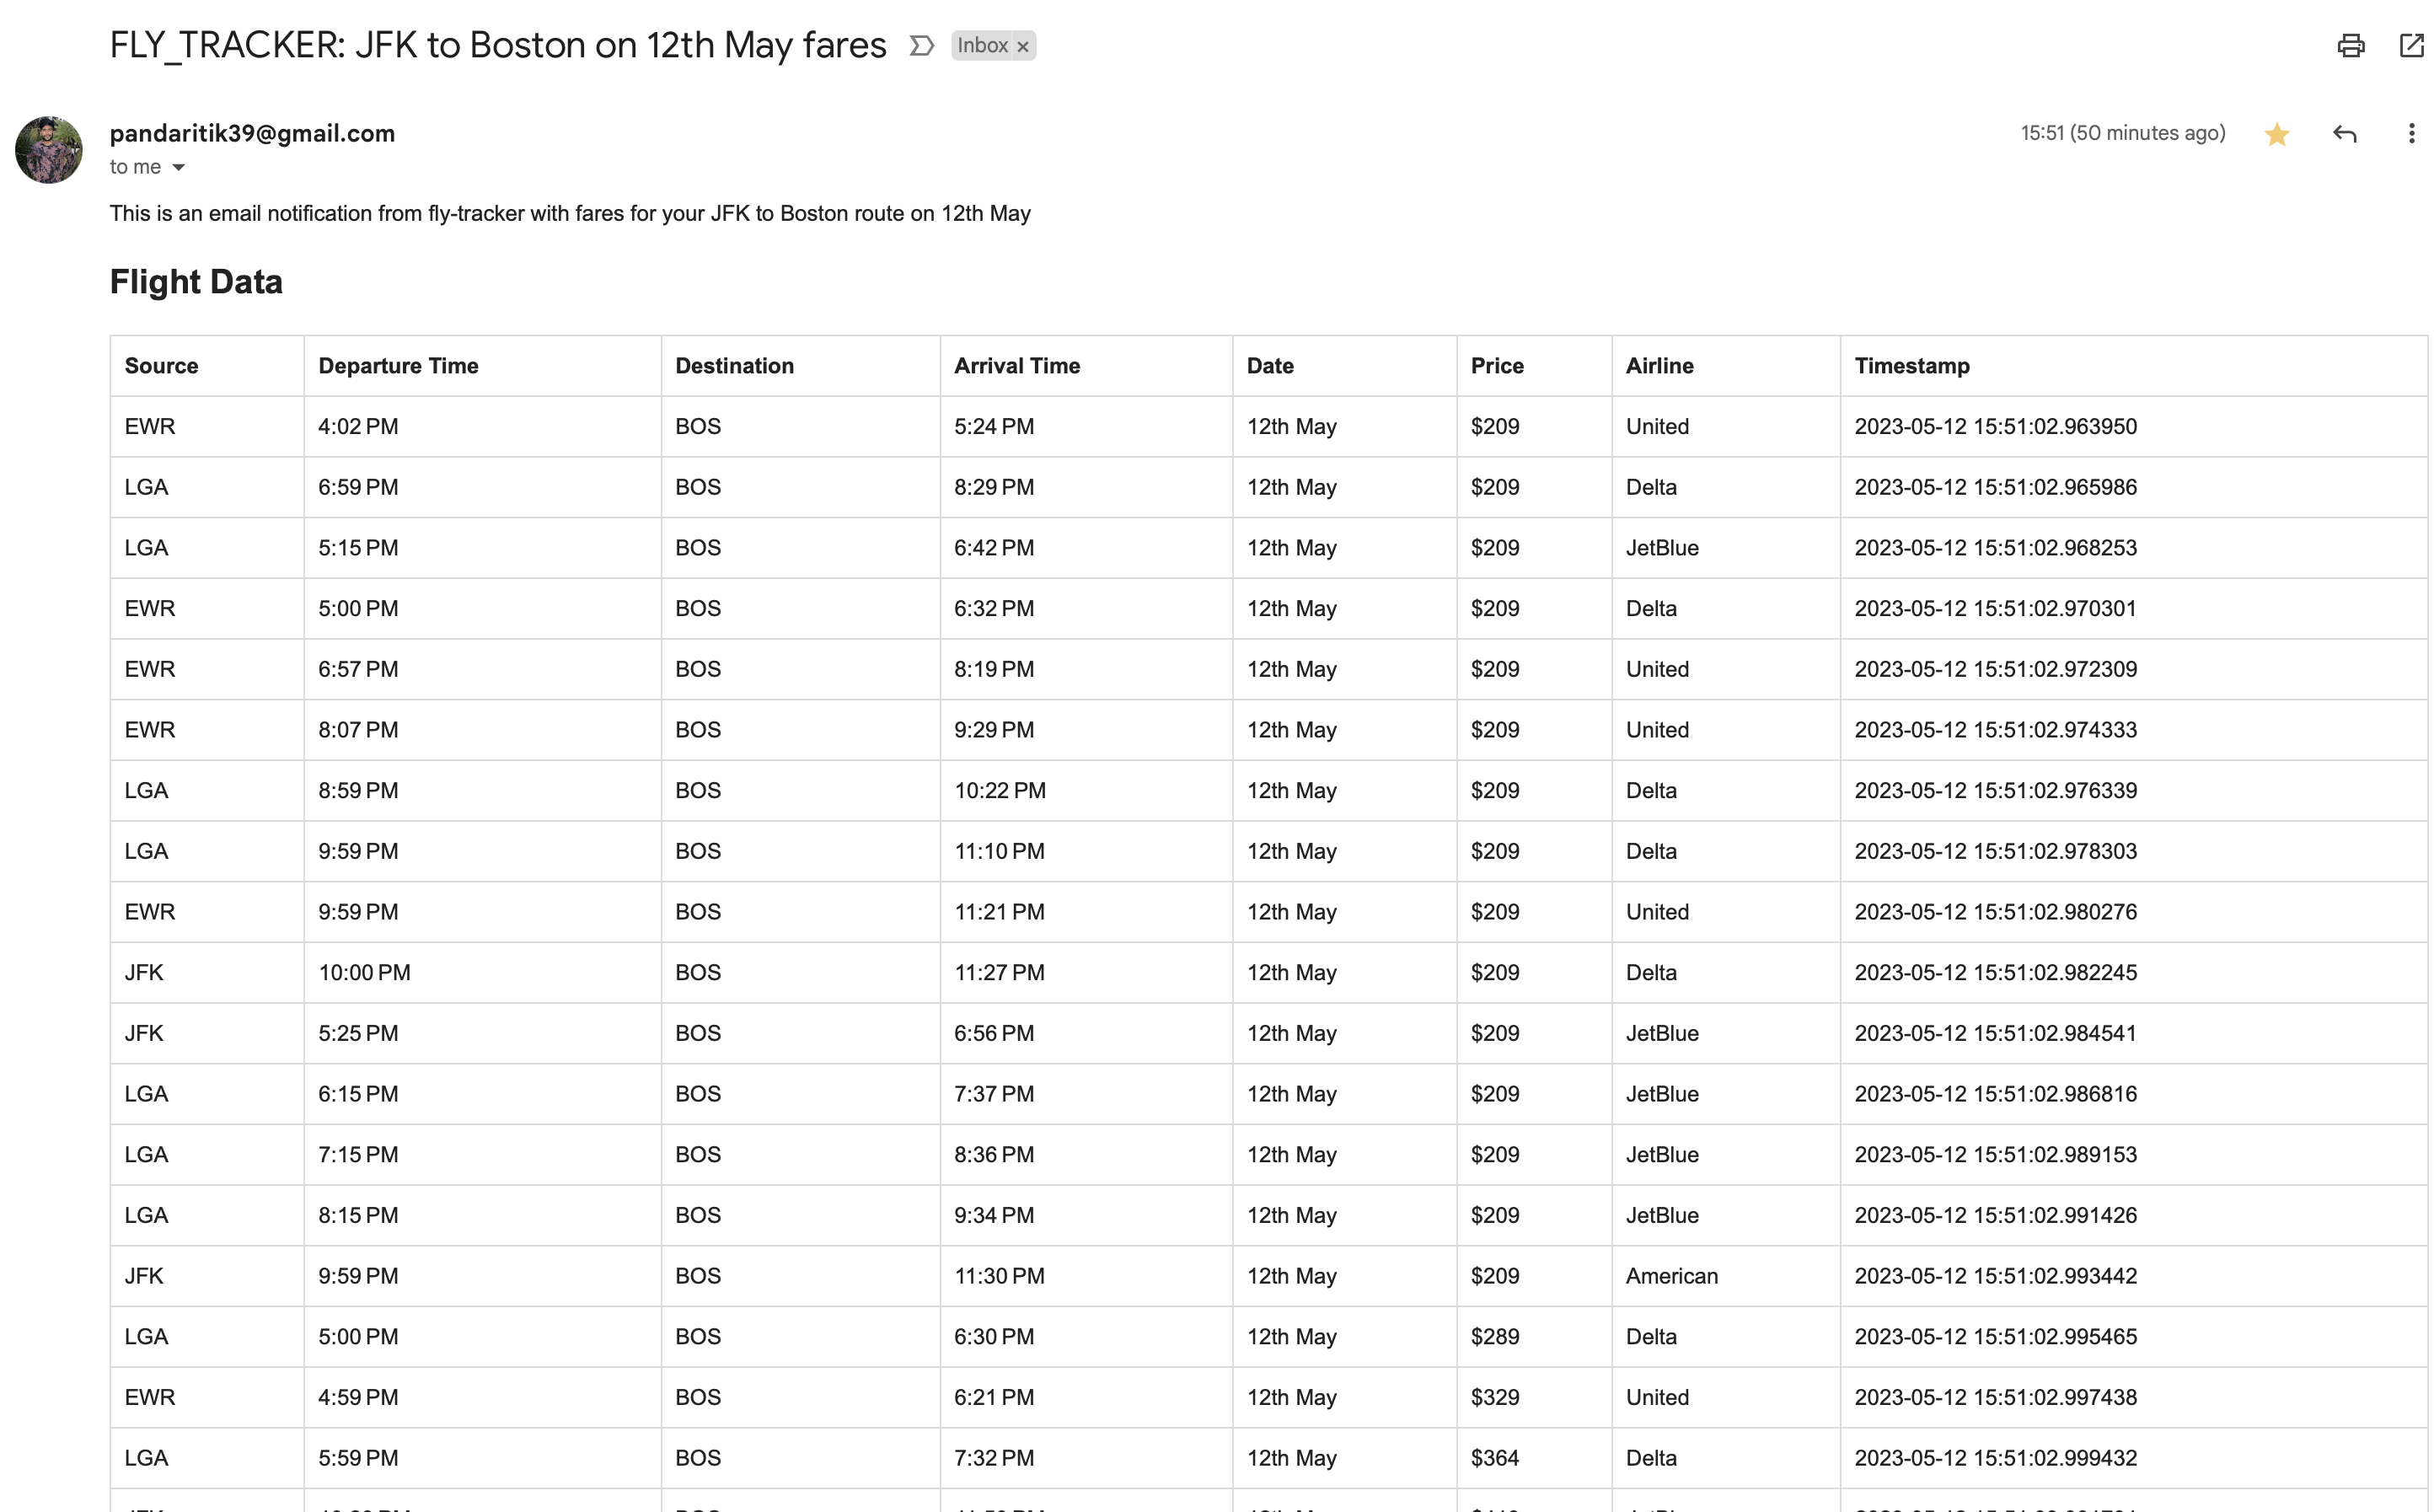 FLY_TRACKER: JFK to Boston on 12th May fares Inbox ×
pandaritik39@gmail.com 15:51 (50 minutes ago)
to me
This is an email notification from fly-tracker with fares for your JFK to Boston route on 12th May
Flight Data
Source Departure Time Destination Arrival Time Date Price Airline Timestamp
EWR 4:02 PM BOS 5:24 PM 12th May $209 United 2023-05-12 15:51:02.963950
LGA 6:59 PM BOS 8:29 PM 12th May $209 Delta 2023-05-12 15:51:02.965986
LGA 5:15 PM BOS 6:42 PM 12th May $209 JetBlue 2023-05-12 15:51:02.968253
EWR 5:00 PM BOS 6:32 PM 12th May $209 Delta 2023-05-12 15:51:02.970301
EWR 6:57 PM BOS 8:19 PM 12th May $209 United 2023-05-12 15:51:02.972309
EWR 8:07 PM BOS 9:29 PM 12th May $209 United 2023-05-12 15:51:02.974333
LGA 8:59 PM BOS 10:22 PM 12th May $209 Delta 2023-05-12 15:51:02.976339
LGA 9:59 PM BOS 11:10 PM 12th May $209 Delta 2023-05-12 15:51:02.978303
EWR 9:59 PM BOS 11:21 PM 12th May $209 United 2023-05-12 15:51:02.980276
JFK 10:00 PM BOS 11:27 PM 12th May $209 Delta 2023-05-12 15:51:02.982245
JFK 5:25 PM BOS 6:56 PM 12th May $209 JetBlue 2023-05-12 15:51:02.984541
LGA 6:15 PM BOS 7:37 PM 12th May $209 JetBlue 2023-05-12 15:51:02.986816
LGA 7:15 PM BOS 8:36 PM 12th May $209 JetBlue 2023-05-12 15:51:02.989153
LGA 8:15 PM BOS 9:34 PM 12th May $209 JetBlue 2023-05-12 15:51:02.991426
JFK 9:59 PM BOS 11:30 PM 12th May $209 American 2023-05-12 15:51:02.993442
LGA 5:00 PM BOS 6:30 PM 12th May $289 Delta 2023-05-12 15:51:02.995465
EWR 4:59 PM BOS 6:21 PM 12th May $329 United 2023-05-12 15:51:02.997438
LGA 5:59 PM BOS 7:32 PM 12th May $364 Delta 2023-05-12 15:51:02.999432